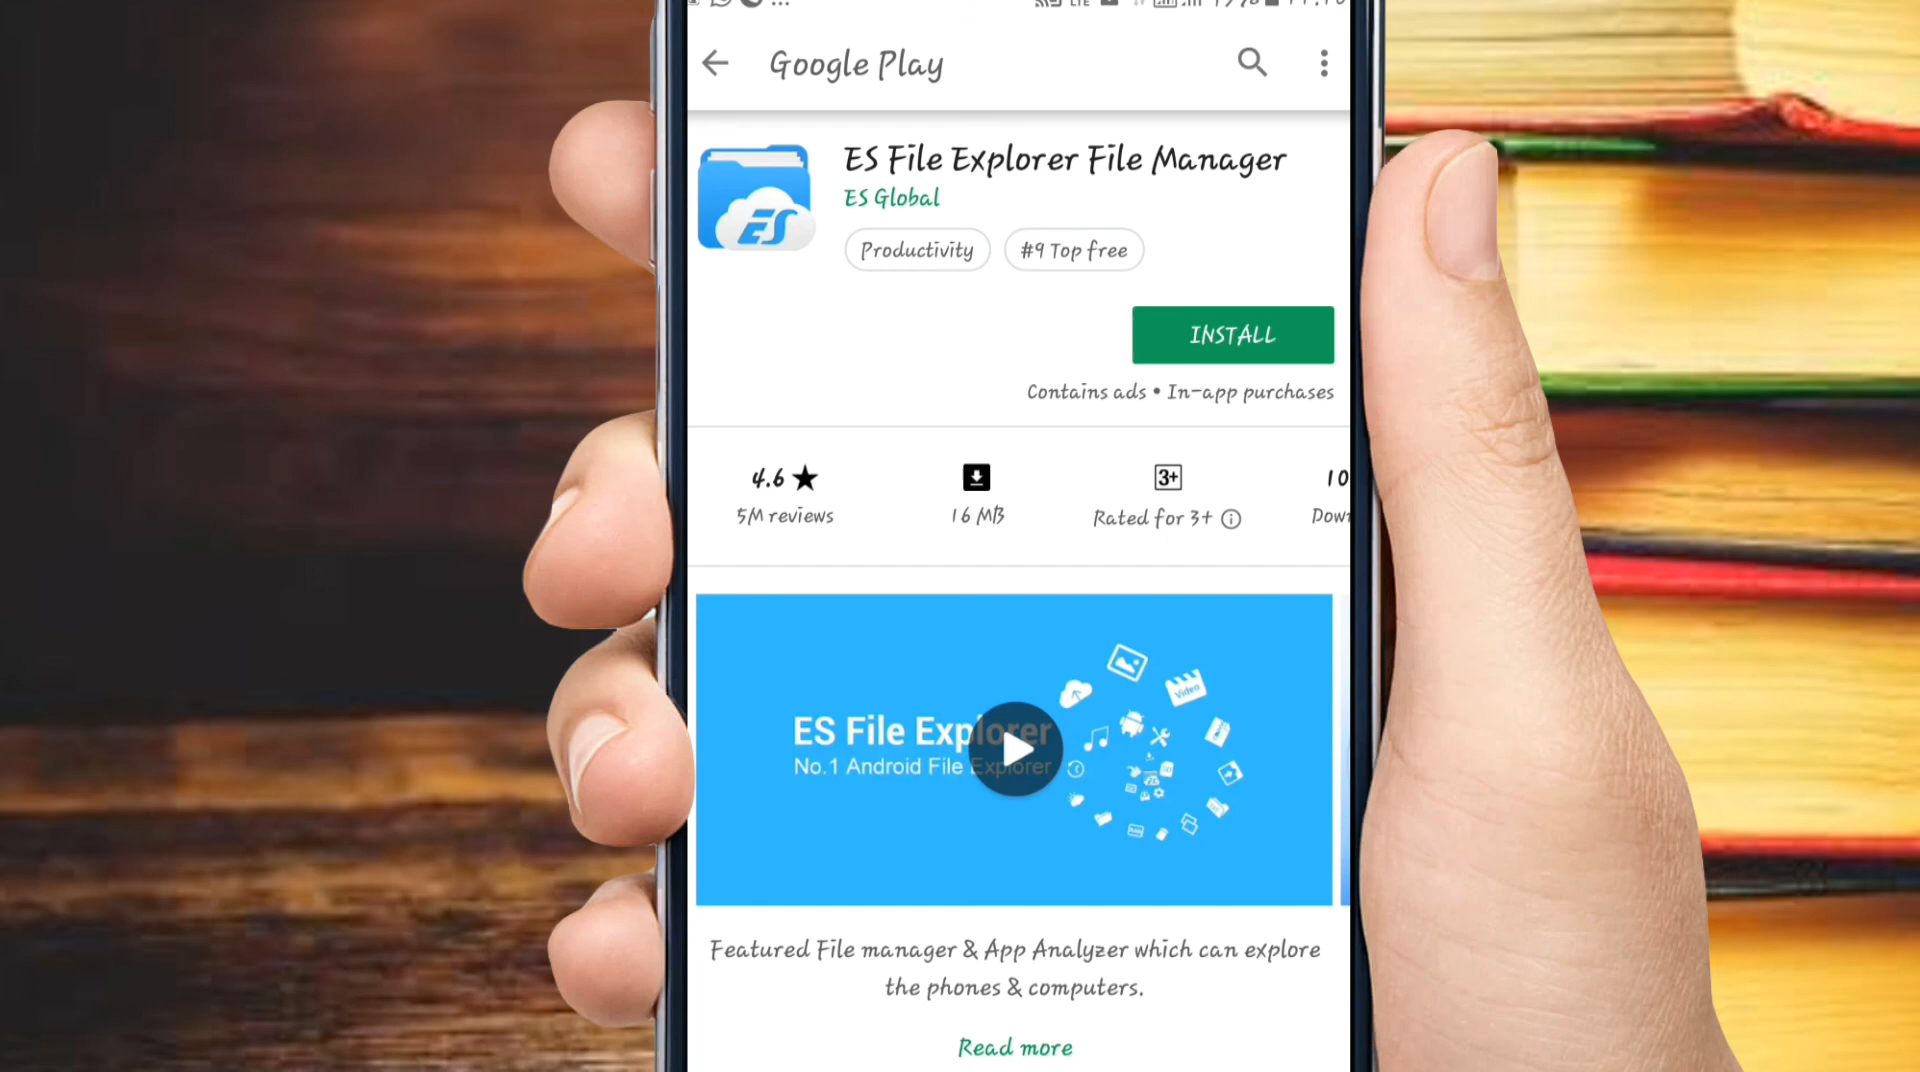 Google Play
ES File Explorer File Manager
ES Global
ES
Productivity
#9 Top free
INSTALL
Contains ads • In-app purchases
4.6 ★
5M reviews
16 MB
3+
Rated for 3+
10
ES File Explorer
No.1 Android File Explorer
Video
Featured File manager & App Analyzer which can explore
the phones & computers.
Read more